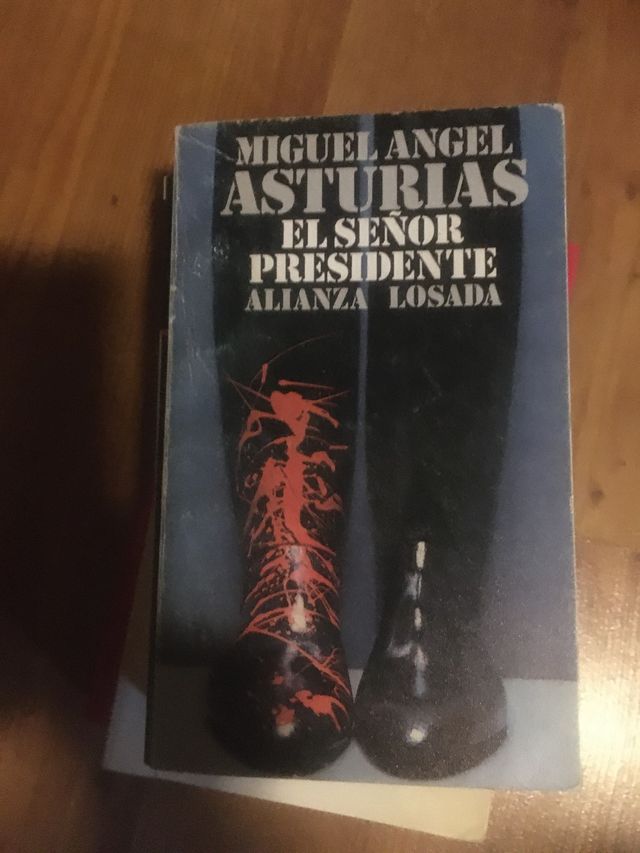 MIGUEL ANGEL
ASTURIAS
EL SEÑOR
PRESIDENTE
ALIANZA LOSADA